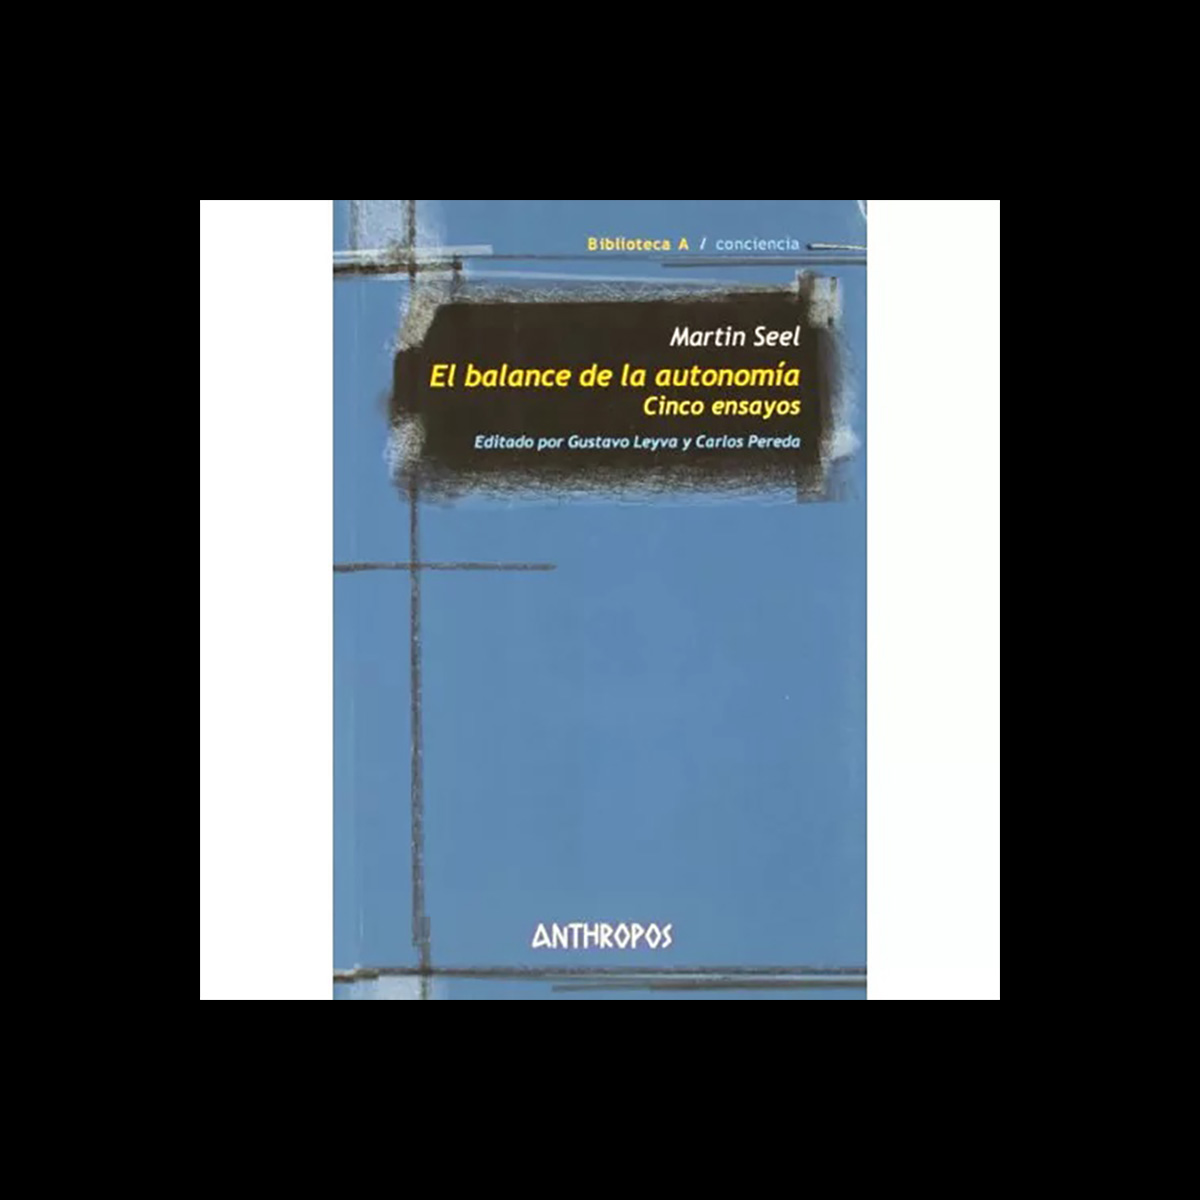 Biblioteca A / conciencia
Martin Seel
El balance de la autonomía
Cinco ensayos
Editado por Gustavo Leyva y Carlos Pereda
ANTHROPOS